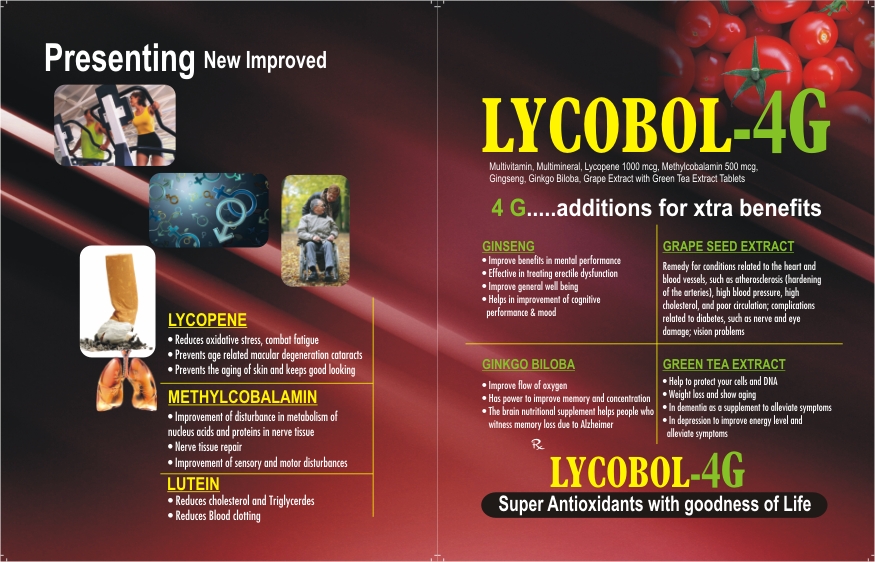 Presenting New Improved
LYCOPENE
• Reduces oxidative stress, combat fatigue
• Prevents age related macular degeneration cataracts
• Prevents the aging of skin and keeps good looking
METHYLCOBALAMIN
• Improvement of disturbance in metabolism of
nucleus acids and proteins in nerve tissue
• Nerve tissue repair
• Improvement of sensory and motor disturbances
LUTEIN
• Reduces cholesterol and Triglycerdes
• Reduces Blood clotting
LYCOBOL-4G
Multivitamin, Multimineral, Lycopene 1000 mcg, Methylcobalamin 500 mcg,
Gingseng, Ginkgo Biloba, Grape Extract with Green Tea Extract Tablets
4 G.....additions for xtra benefits
GINSENG
• Improve benefits in mental performance
• Effective in treating erectile dysfunction
• Improve general well being
• Helps in improvement of cognitive
performance & mood
GRAPE SEED EXTRACT
Remedy for conditions related to the heart and
blood vessels, such as atherosclerosis (hardening
of the arteries), high blood pressure, high
cholesterol, and poor circulation; complications
related to diabetes, such as nerve and eye
damage; vision problems
GINKGO BILOBA
• Improve flow of oxygen
• Has power to improve memory and concentration
• The brain nutritional supplement helps people who
witness memory loss due to Alzheimer
GREEN TEA EXTRACT
• Help to protect your cells and DNA
• Weight loss and show aging
• In dementia as a supplement to alleviate symptoms
• In depression to improve energy level and
alleviate symptoms
Rx
LYCOBOL-4G
Super Antioxidants with goodness of Life